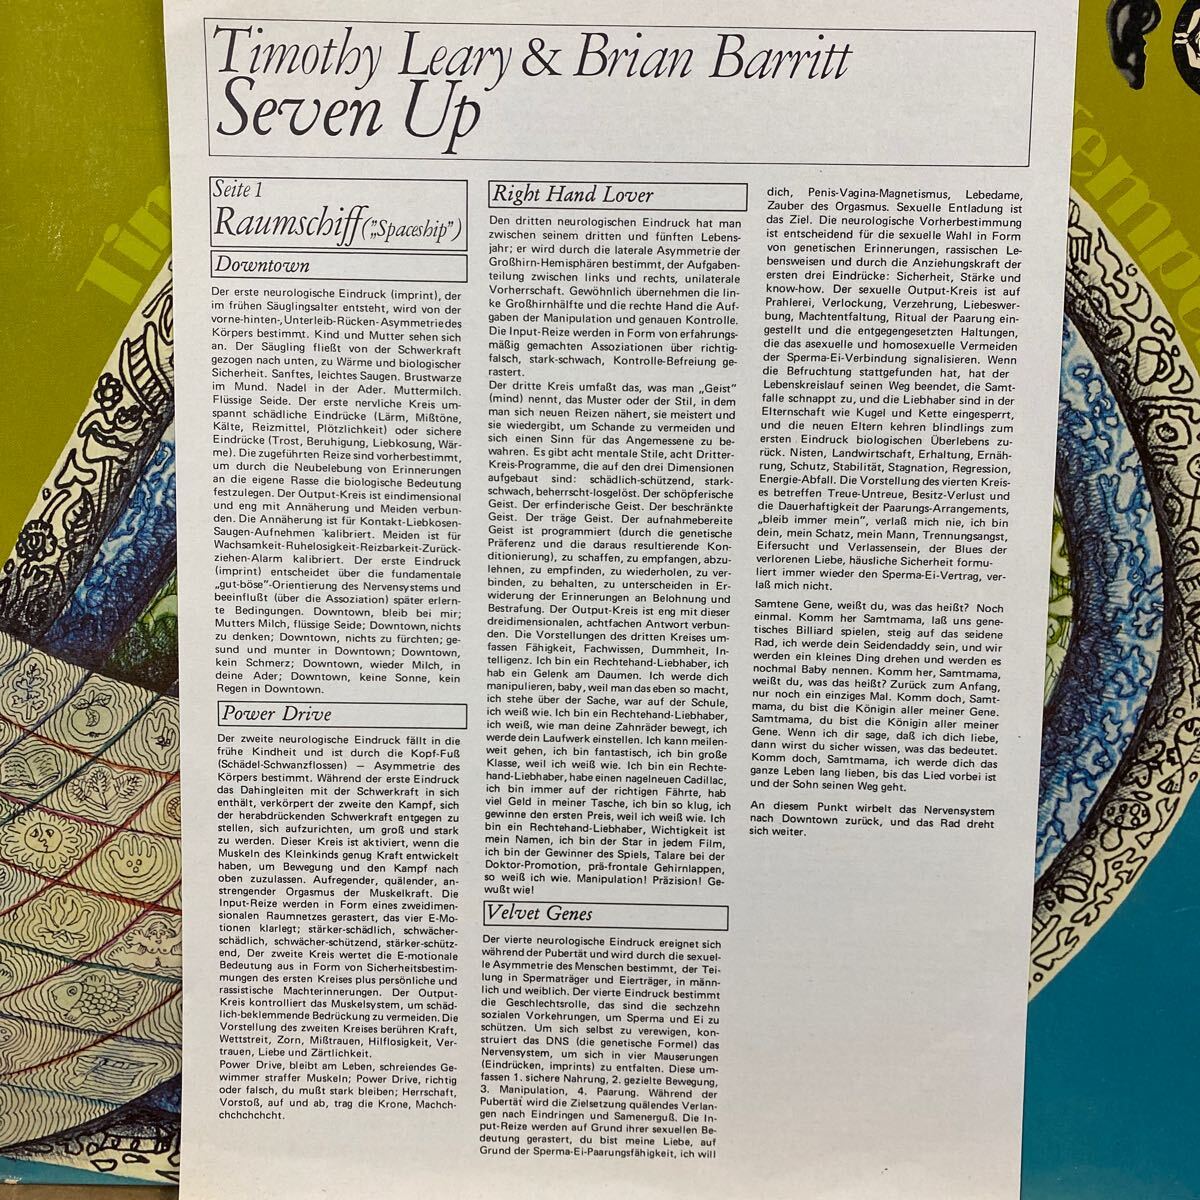 Timothy Leary & Brian Barritt
Seven Up
Seite 1
Raumschiff („Spaceship”)
Downtown
Der erste neurologische Eindruck (imprint), der
im frühen Säuglingsalter entsteht, wird von der
vorne-hinten-, Unterleib-Rücken-Asymmetrie des
Körpers bestimmt. Kind und Mutter sehen sich
an. Der Säugling fließt von der Schwerkraft
gezogen nach unten, zu Wärme und biologischer
Sicherheit. Sanftes, leichtes Saugen. Brustwarze
im Mund. Nadel in der Ader. Muttermilch.
Flüssige Seide. Der erste nervliche Kreis um-
spannt schädliche Eindrücke (Lärm, Mißtöne,
Kälte, Reizmittel, Plötzlichkeit) oder sichere
Eindrücke (Trost, Beruhigung, Liebkosung, Wär-
me). Die zugeführten Reize sind vorherbestimmt,
um durch die Neubelebung von Erinnerungen
an die eigene Rasse die biologische Bedeutung
festzulegen. Der Output-Kreis ist eindimensional
und eng mit Annäherung und Meiden verbun-
den. Die Annäherung ist für Kontakt-Liebkosen-
Saugen-Aufnehmen kalibriert. Meiden ist für
Wachsamkeit-Ruhelosigkeit-Reizbarkeit-Zurück-
ziehen-Alarm kalibriert. Der erste Eindruck
(imprint) entscheidet über die fundamentale
„gut-böse”-Orientierung des Nervensystems und
beeinflußt (über die Assoziation) später erlern-
te Bedingungen. Downtown, bleib bei mir;
Mutters Milch, flüssige Seide; Downtown, nichts
zu denken; Downtown, nichts zu fürchten; ge-
sund und munter in Downtown; Downtown,
kein Schmerz; Downtown, wieder Milch, in
deine Ader; Downtown, keine Sonne, kein
Regen in Downtown.
Power Drive
Der zweite neurologische Eindruck fällt in die
frühe Kindheit und ist durch die Kopf-Fuß
(Schädel-Schwanzflossen) — Asymmetrie des
Körpers bestimmt. Während der erste Eindruck
das Dahingleiten mit der Schwerkraft in sich
enthält, verkörpert der zweite den Kampf, sich
der herabdrückenden Schwerkraft entgegen zu
stellen, sich aufzurichten, um groß und stark
zu werden. Dieser Kreis ist aktiviert, wenn die
Muskeln des Kleinkinds genug Kraft entwickelt
haben, um Bewegung und den Kampf nach
oben zuzulassen. Aufregender, quälender, an-
strengender Orgasmus der Muskelkraft. Die
Input-Reize werden in Form eines zweidimen-
sionalen Raumnetzes gerastert, das vier E-Mo-
tionen klarlegt; stärker-schädlich, schwächer-
schädlich, schwächer-schützend, stärker-schütz-
end, Der zweite Kreis wertet die E-motionale
Bedeutung aus in Form von Sicherheitsbestim-
mungen des ersten Kreises plus persönliche und
rassistische Machterinnerungen. Der Output-
Kreis kontrolliert das Muskelsystem, um schäd-
lich-beklemmende Bedrückung zu vermeiden. Die
Vorstellung des zweiten Kreises berühren Kraft,
Wettstreit, Zorn, Mißtrauen, Hilflosigkeit, Ver-
trauen, Liebe und Zärtlichkeit.
Power Drive, bleibt am Leben, schreiendes Ge-
wimmer straffer Muskeln; Power Drive, richtig
oder falsch, du mußt stark bleiben; Herrschaft,
Vorstoß, auf und ab, trag die Krone, Machch-
chchchchcht.
Right Hand Lover
Den dritten neurologischen Eindruck hat man
zwischen seinem dritten und fünften Lebens-
jahr; er wird durch die laterale Asymmetrie der
Großhirn-Hemisphären bestimmt, der Aufgaben-
teilung zwischen links und rechts, unilaterale
Vorherrschaft. Gewöhnlich übernehmen die lin-
ke Großhirnhälfte und die rechte Hand die Auf-
gaben der Manipulation und genauen Kontrolle.
Die Input-Reize werden in Form von erfahrungs-
mäßig gemachten Assoziationen über richtig-
falsch, stark-schwach, Kontrolle-Befreiung ge-
rastert.
Der dritte Kreis umfaßt das, was man „Geist”
(mind) nennt, das Muster oder der Stil, in dem
man sich neuen Reizen nähert, sie meistert und
sie wiedergibt, um Schande zu vermeiden und
sich einen Sinn für das Angemessene zu be-
wahren. Es gibt acht mentale Stile, acht Dritter-
Kreis-Programme, die auf den drei Dimensionen
aufgebaut sind: schädlich-schützend, stark-
schwach, beherrscht-losgelöst. Der schöpferische
Geist. Der erfinderische Geist. Der beschränkte
Geist. Der träge Geist. Der aufnahmebereite
Geist ist programmiert (durch die genetische
Präferenz und die daraus resultierende Kon-
ditionierung), zu schaffen, zu empfangen, abzu-
lehnen, zu empfinden, zu wiederholen, zu ver-
binden, zu behalten, zu unterscheiden in Er-
widerung der Erinnerungen an Belohnung und
Bestrafung. Der Output-Kreis ist eng mit dieser
dreidimensionalen, achtfachen Antwort verbun-
den. Die Vorstellungen des dritten Kreises um-
fassen Fähigkeit, Fachwissen, Dummheit, In-
telligenz. Ich bin ein Rechtehand-Liebhaber, ich
hab ein Gelenk am Daumen. Ich werde dich
manipulieren, baby, weil man das eben so macht,
ich stehe über der Sache, war auf der Schule,
ich weiß wie. Ich bin ein Rechtehand-Liebhaber,
ich weiß, wie man deine Zahnräder bewegt, ich
werde dein Laufwerk einstellen. Ich kann meilen-
weit gehen, ich bin fantastisch, ich bin große
Klasse, weil ich weiß wie. Ich bin ein Rechte-
hand-Liebhaber, habe einen nagelneuen Cadillac,
ich bin immer auf der richtigen Fährte, hab
viel Geld in meiner Tasche, ich bin so klug, ich
gewinne den ersten Preis, weil ich weiß wie. Ich
bin ein Rechtehand-Liebhaber, Wichtigkeit ist
mein Namen, ich bin der Star in jedem Film,
ich bin der Gewinner des Spiels, Talare bei der
Doktor-Promotion, prä-frontale Gehirnlappen,
so weiß ich wie. Manipulation! Präzision! Ge-
wußt wie!
Velvet Genes
Der vierte neurologische Eindruck ereignet sich
während der Pubertät und wird durch die sexuel-
le Asymmetrie des Menschen bestimmt, der Tei-
lung in Spermaträger und Eierträger, in männ-
lich und weiblich. Der vierte Eindruck bestimmt
die Geschlechtsrolle, das sind die sechzehn
sozialen Vorkehrungen, um Sperma und Ei zu
schützen. Um sich selbst zu verewigen, kon-
struiert das DNS (die genetische Formel) das
Nervensystem, um sich in vier Mauserungen
(Eindrücken, imprints) zu entfalten. Diese um-
fassen 1. sichere Nahrung, 2. gezielte Bewegung,
3. Manipulation, 4. Paarung. Während der
Pubertät wird die Zielsetzung quälendes Verlan-
gen nach Eindringen und Samenerguß. Die In-
put-Reize werden auf Grund ihrer sexuellen Be-
deutung gerastert, du bist meine Liebe, auf
Grund der Sperma-Ei-Paarungsfähigkeit, ich will
dich, Penis-Vagina-Magnetismus, Lebedame,
Zauber des Orgasmus. Sexuelle Entladung ist
das Ziel. Die neurologische Vorherbestimmung
ist entscheidend für die sexuelle Wahl in Form
von genetischen Erinnerungen, rassischen Le-
bensweisen und durch die Anziehungskraft der
ersten drei Eindrücke: Sicherheit, Stärke und
know-how. Der sexuelle Output-Kreis ist auf
Prahlerei, Verlockung, Verzehrung, Liebeswer-
bung, Machtentfaltung, Ritual der Paarung ein-
gestellt und die entgegengesetzten Haltungen,
die das asexuelle und homosexuelle Vermeiden
der Sperma-Ei-Verbindung signalisieren. Wenn
die Befruchtung stattgefunden hat, hat der
Lebenskreislauf seinen Weg beendet, die Samt-
falle schnappt zu, und die Liebhaber sind in der
Elternschaft wie Kugel und Kette eingesperrt,
und die neuen Eltern kehren blindlings zum
ersten Eindruck biologischen Überlebens zu-
rück. Nisten, Landwirtschaft, Erhaltung, Ernäh-
rung, Schutz, Stabilität, Stagnation, Regression,
Energie-Abfall. Die Vorstellung des vierten Kreis-
es betreffen Treue-Untreue, Besitz-Verlust und
die Dauerhaftigkeit der Paarungs-Arrangements,
„bleib immer mein”, verlaß mich nie, ich bin
dein, mein Schatz, mein Mann, Trennungsangst,
Eifersucht und Verlassensein, der Blues der
verlorenen Liebe, häusliche Sicherheit formu-
liert immer wieder den Sperma-Ei-Vertrag, ver-
laß mich nicht.
Samtene Gene, weißt du, was das heißt? Noch
einmal. Komm her Samtmama, laß uns gene-
tisches Billiard spielen, steig auf das seidene
Rad, ich werde dein Seidendaddy sein, und wir
werden ein kleines Ding drehen und werden es
nochmal Baby nennen. Komm her, Samtmama,
weißt du, was das heißt? Zurück zum Anfang,
nur noch ein einziges Mal. Komm doch, Samt-
mama, du bist die Königin aller meiner Gene.
Samtmama, du bist die Königin aller meiner
Gene. Wenn ich dir sage, daß ich dich liebe,
dann wirst du sicher wissen, was das bedeutet.
Komm doch, Samtmama, ich werde dich das
ganze Leben lang lieben, bis das Lied vorbei ist
und der Sohn seinen Weg geht.
An diesem Punkt wirbelt das Nervensystem
nach Downtown zurück, und das Rad dreht
sich weiter.